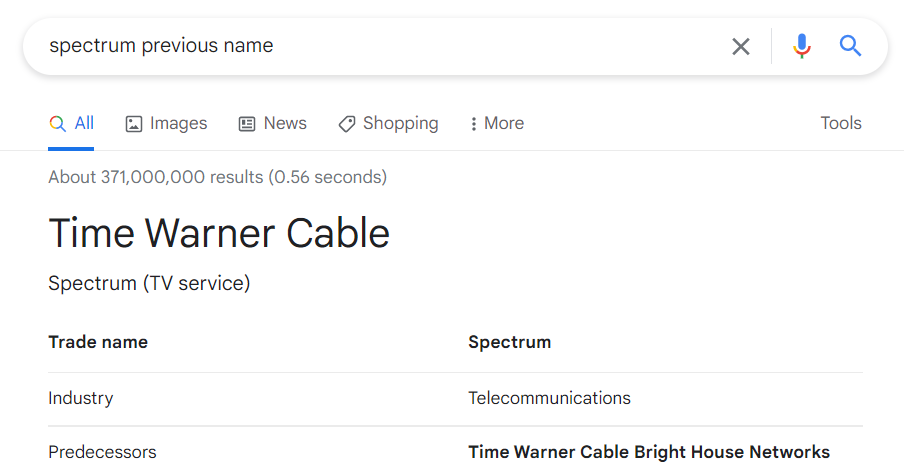 spectrum previous name
All Images News Shopping More Tools
About 371,000,000 results (0.56 seconds)
Time Warner Cable
Spectrum (TV service)
Trade name Spectrum
Industry Telecommunications
Predecessors Time Warner Cable Bright House Networks